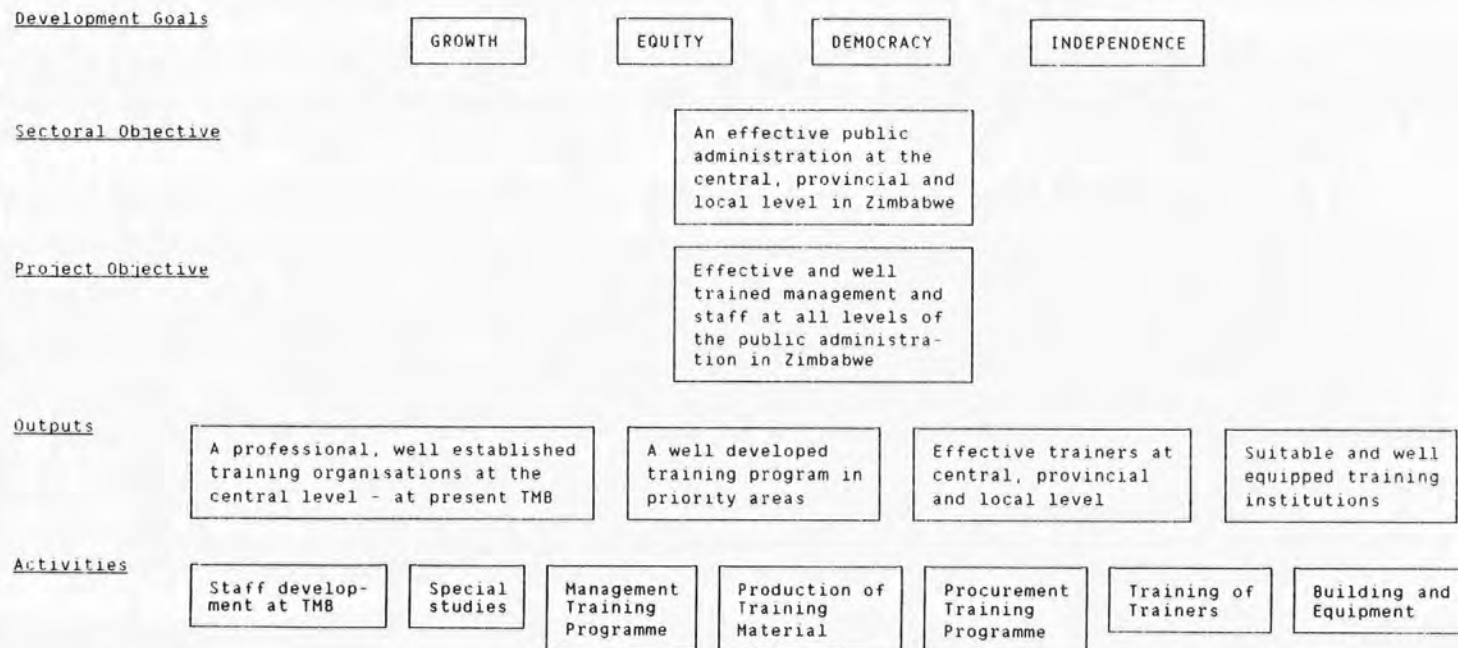 Development Goals
GROWTH
EQUITY
DEMOCRACY
INDEPENDENCE
Sectoral Objective
An effective public
administration at the
central, provincial and
local level in Zimbabwe
Project Objective
Effective and well
trained management and
staff at all levels of
the public administra-
tion in Zimbabwe
Outputs
A professional, well established
training organisations at the
central level - at present TMB
A well developed
training program in
priority areas
Effective trainers at
central, provincial
and local level
Suitable and well
equipped training
institutions
Activities
Staff develop-
ment at TMB
Special
studies
Management
Training
Programme
Production of
Training
Material
Procurement
Training
Programme
Training of
Trainers
Building and
Equipment